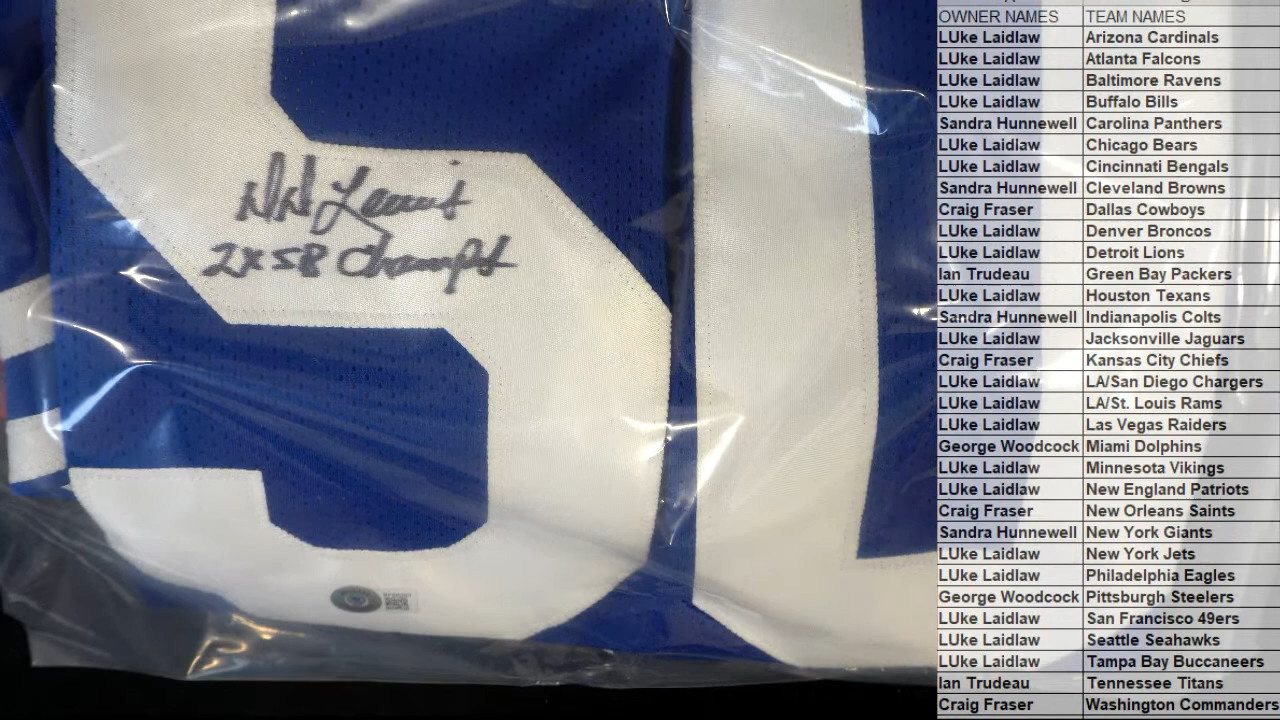 2x SB Champs
OWNER NAMES TEAM NAMES
LUke Laidlaw Arizona Cardinals
LUke Laidlaw Atlanta Falcons
LUke Laidlaw Baltimore Ravens
LUke Laidlaw Buffalo Bills
Sandra Hunnewell Carolina Panthers
LUke Laidlaw Chicago Bears
LUke Laidlaw Cincinnati Bengals
Sandra Hunnewell Cleveland Browns
Craig Fraser Dallas Cowboys
LUke Laidlaw Denver Broncos
LUke Laidlaw Detroit Lions
Ian Trudeau Green Bay Packers
LUke Laidlaw Houston Texans
Sandra Hunnewell Indianapolis Colts
LUke Laidlaw Jacksonville Jaguars
Craig Fraser Kansas City Chiefs
LUke Laidlaw LA/San Diego Chargers
LUke Laidlaw LA/St. Louis Rams
LUke Laidlaw Las Vegas Raiders
George Woodcock Miami Dolphins
LUke Laidlaw Minnesota Vikings
LUke Laidlaw New England Patriots
Craig Fraser New Orleans Saints
Sandra Hunnewell New York Giants
LUke Laidlaw New York Jets
LUke Laidlaw Philadelphia Eagles
George Woodcock Pittsburgh Steelers
LUke Laidlaw San Francisco 49ers
LUke Laidlaw Seattle Seahawks
LUke Laidlaw Tampa Bay Buccaneers
Ian Trudeau Tennessee Titans
Craig Fraser Washington Commanders